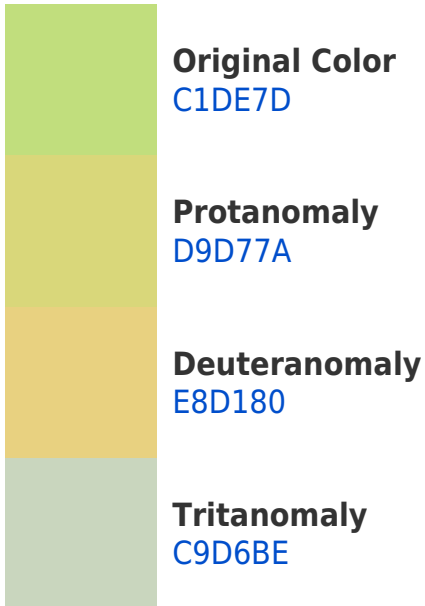 Original Color
C1DE7D
Protanomaly
D9D77A
Deuteranomaly
E8D180
Tritanomaly
C9D6BE